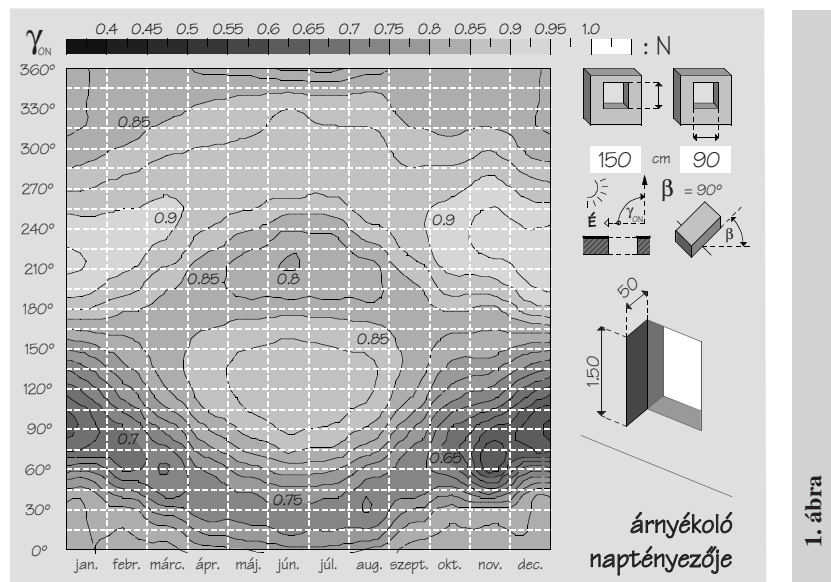 0.4 0.45 0.5 0.55 0.6 0.65 0.7 0.75 0.8 0.85 0.9 0.95 1.0
γON
: N
360°
330°
300°
270°
240°
210°
180°
150°
120°
90°
60°
30°
0°
0.85
0.9
0.9
0.85
0.8
0.85
0.7
0.65
0.75
jan. febr. márc. ápr. máj. jún. júl. aug. szept. okt. nov. dec.
150 cm 90
β = 90°
É γON
β
50
1.50
árnyékoló
naptényezője
1. ábra